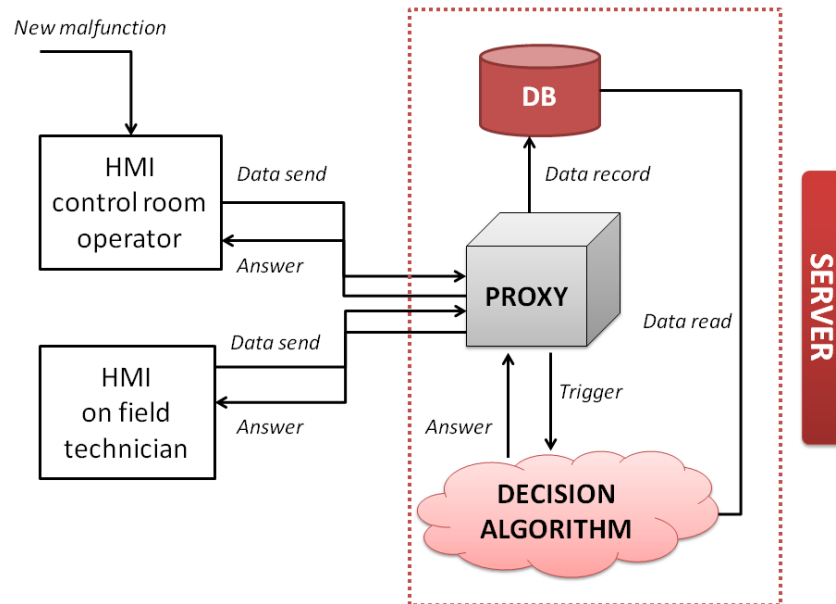 New malfunction
DB
HMI
control room
operator
Data send
Data record
Answer
PROXY
SERVER
Data send
Data read
HMI
on field
technician
Answer
Trigger
Answer
DECISION
ALGORITHM